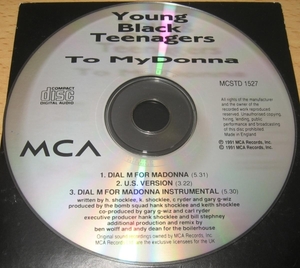 Young
Black
Teenagers
To MyDonna
COMPACT
disc
DIGITAL AUDIO
MCSTD 1527
All rights of the manufacturer
and the owner of the
recorded work reproduced
reserved. Unauthorised copying,
hiring, lending, public
performance and broadcasting
of this disc prohibited
Made in England
℗ 1991 MCA Records, Inc.
© 1991 MCA Records, Inc.
MCA
1. DIAL M FOR MADONNA (5.31)
2. U.S. VERSION (3.22)
3. DIAL M FOR MADONNA INSTRUMENTAL (5.30)
written by h. shocklee, k. shocklee, c ryder and gary g-wiz
produced by the bomb squad hank shocklee and keith shocklee
co-produced by gary g-wiz and carl ryder
executive producer hank shocklee and bill stephney
additional production and remix by
ben wolff and andy dean for the boilerhouse
Original sound recordings owned by MCA Records, Inc.
MCA Records are the exclusive licensees for the UK